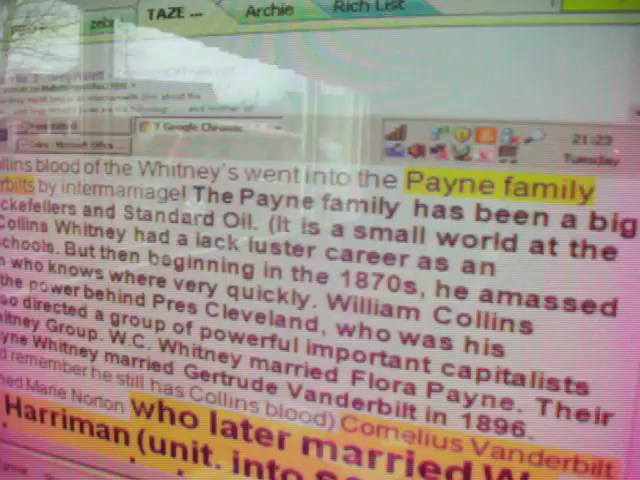 zeix
TAZE ...
Archie
Rich List
7 Google Chrome
21:23
Tuesday
llins blood of the Whitney's went into the Payne family
rbilts by intermarriage! The Payne family has been a big
ckefellers and Standard Oil. (It is a small world at the
Collins Whitney had a lack luster career as an
chools. But then beginning in the 1870s, he amassed
who knows where very quickly. William Collins
the power behind Pres Cleveland, who was his
so directed a group of powerful important capitalists
itney Group. W.C. Whitney married Flora Payne. Their
yne Whitney married Gertrude Vanderbilt in 1896.
d remember he still has Collins blood) Cornelius Vanderbilt
ned Marie Norton who later married W
Harriman (unit. into